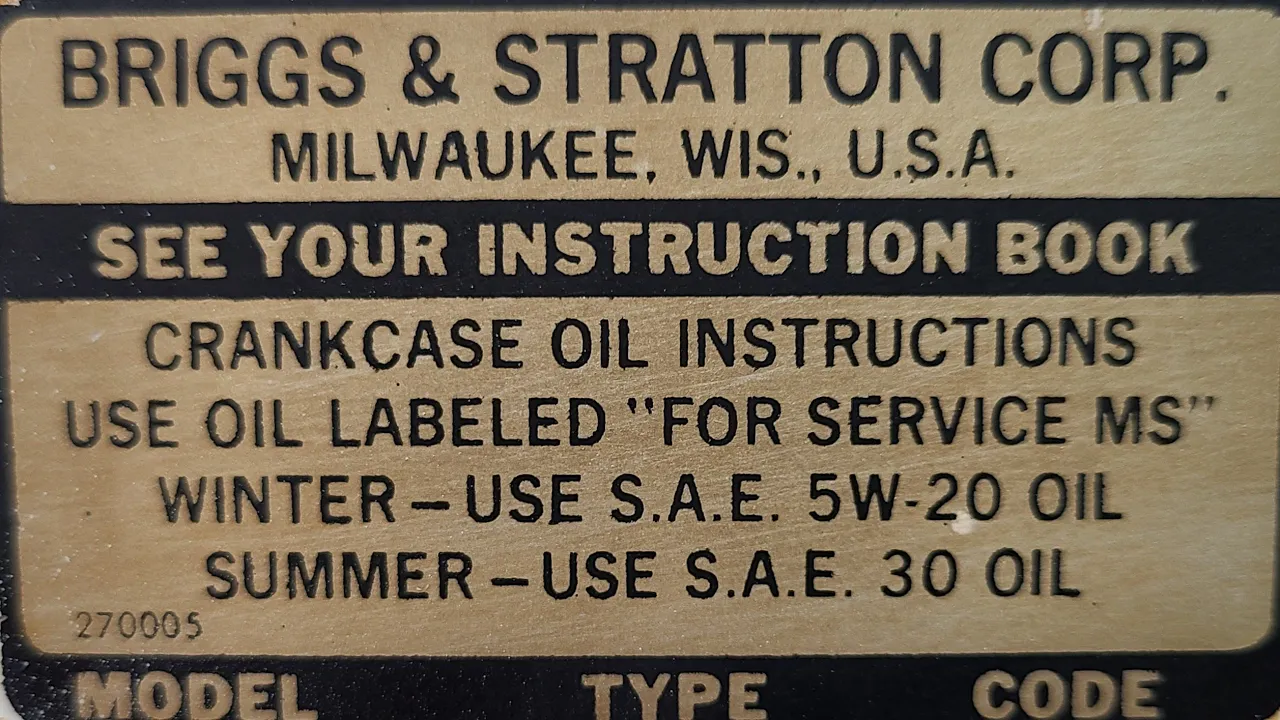 BRIGGS & STRATTON CORP.
MILWAUKEE, WIS., U.S.A.
SEE YOUR INSTRUCTION BOOK
CRANKCASE OIL INSTRUCTIONS
USE OIL LABELED "FOR SERVICE MS"
WINTER – USE S.A.E. 5W-20 OIL
SUMMER – USE S.A.E. 30 OIL
270005
MODEL TYPE CODE